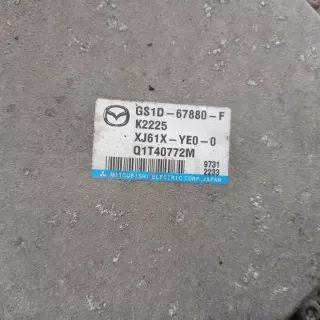 GS1D-67880-F
K2225
XJ61X-YE0-0
Q1T40772M
9731
2233
MITSUBISHI ELECTRIC CORP. JAPAN